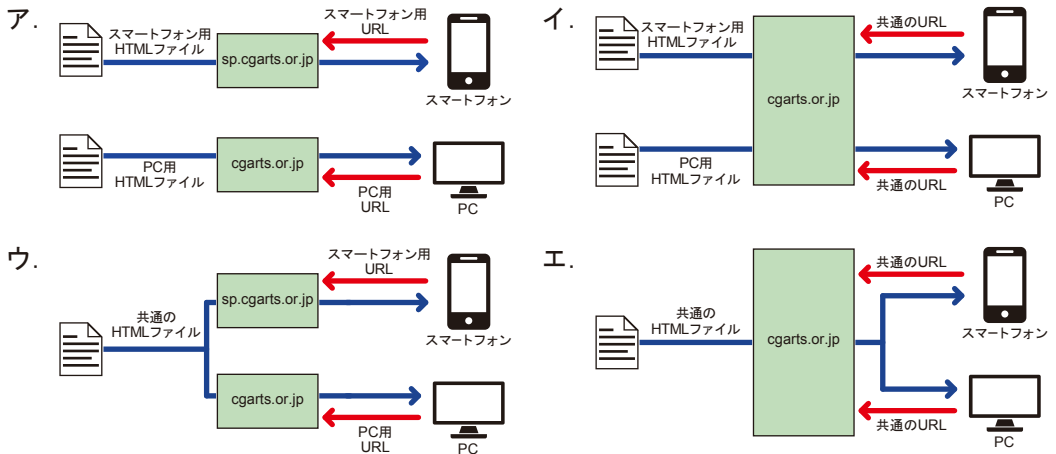 ア.
スマートフォン用
HTMLファイル
sp.cgarts.or.jp
スマートフォン用
URL
スマートフォン
PC用
HTMLファイル
cgarts.or.jp
PC用
URL
PC
イ.
スマートフォン用
HTMLファイル
共通のURL
スマートフォン
cgarts.or.jp
PC用
HTMLファイル
共通のURL
PC
ウ.
共通の
HTMLファイル
sp.cgarts.or.jp
スマートフォン用
URL
スマートフォン
cgarts.or.jp
PC用
URL
PC
エ.
共通の
HTMLファイル
cgarts.or.jp
共通のURL
スマートフォン
共通のURL
PC